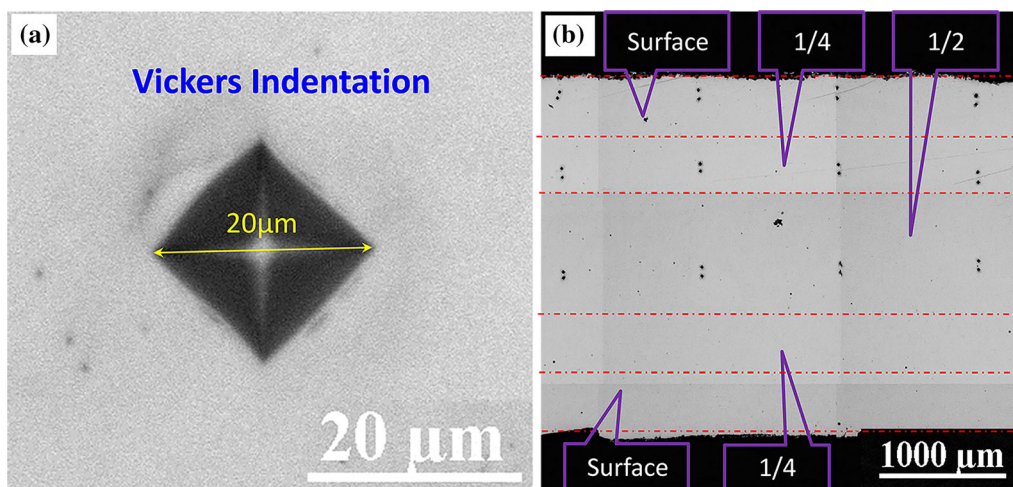 (a)
Vickers Indentation
20μm
20 μm
(b)
Surface
1/4
1/2
Surface
1/4
1000 μm